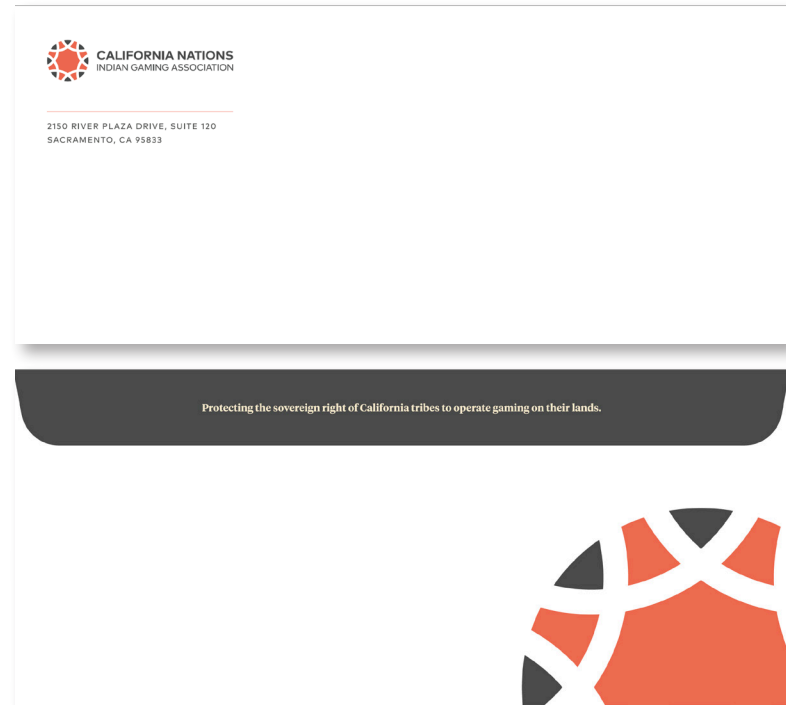 CALIFORNIA NATIONS
INDIAN GAMING ASSOCIATION
2150 RIVER PLAZA DRIVE, SUITE 120
SACRAMENTO, CA 95833
Protecting the sovereign right of California tribes to operate gaming on their lands.